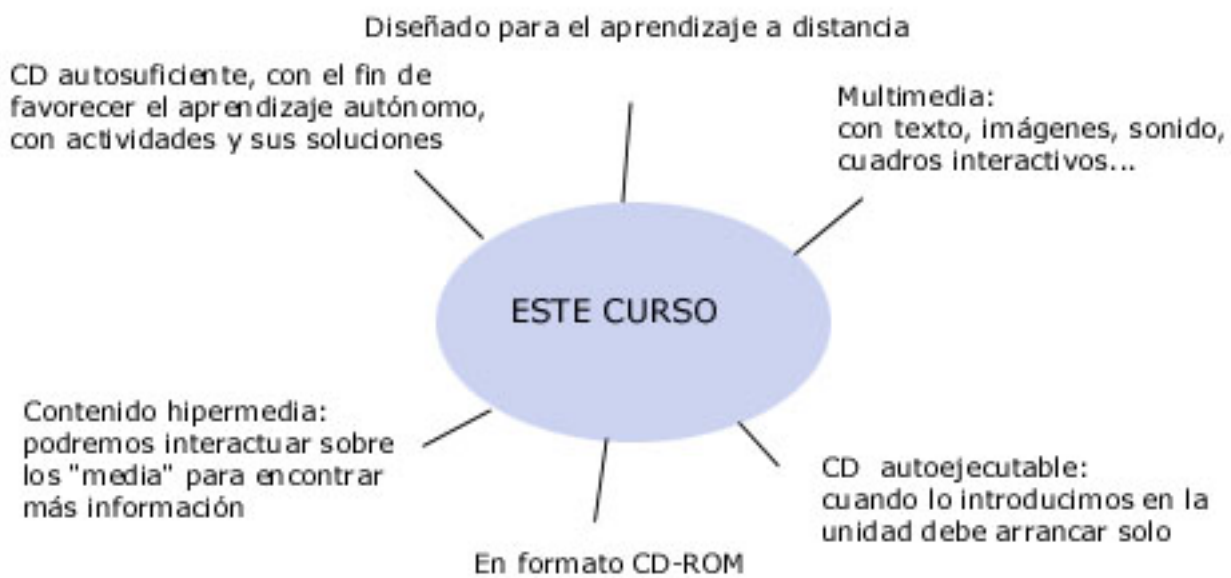 Diseñado para el aprendizaje a distancia
CD autosuficiente, con el fin de
favorecer el aprendizaje autónomo,
con actividades y sus soluciones
Multimedia:
con texto, imágenes, sonido,
cuadros interactivos...
ESTE CURSO
Contenido hipermedia:
podremos interactuar sobre
los "media" para encontrar
más información
CD autoejecutable:
cuando lo introducimos en la
unidad debe arrancar solo
En formato CD-ROM